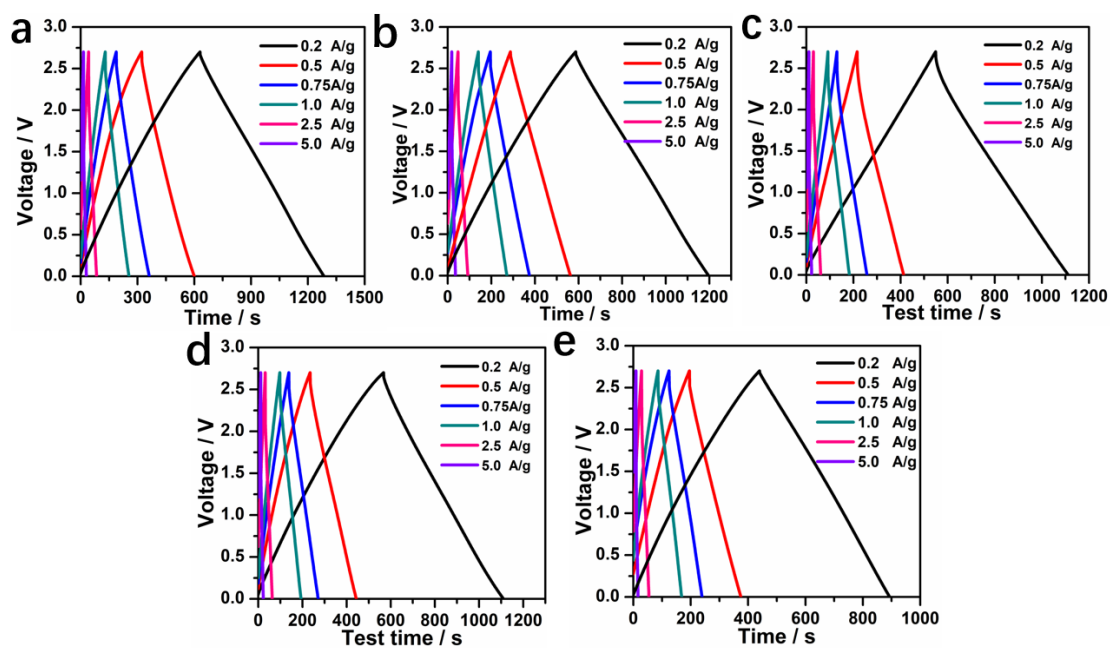 a
3.0
2.5
2.0
1.5
1.0
0.5
0.0
Voltage / V
0.2 A/g
0.5 A/g
0.75A/g
1.0 A/g
2.5 A/g
5.0 A/g
0 300 600 900 1200 1500
Time / s
b
3.0
2.5
2.0
1.5
1.0
0.5
0.0
Voltage / V
0.2 A/g
0.5 A/g
0.75A/g
1.0 A/g
2.5 A/g
5.0 A/g
0 200 400 600 800 1000 1200
Time / s
c
3.0
2.5
2.0
1.5
1.0
0.5
0.0
Voltage / V
0.2 A/g
0.5 A/g
0.75A/g
1.0 A/g
2.5 A/g
5.0 A/g
0 200 400 600 800 1000 1200
Test time / s
d
3.0
2.5
2.0
1.5
1.0
0.5
0.0
Voltage / V
0.2 A/g
0.5 A/g
0.75A/g
1.0 A/g
2.5 A/g
5.0 A/g
0 200 400 600 800 1000 1200
Test time / s
e
3.0
2.5
2.0
1.5
1.0
0.5
0.0
Voltage / V
0.2 A/g
0.5 A/g
0.75 A/g
1.0 A/g
2.5 A/g
5.0 A/g
0 200 400 600 800 1000
Time / s